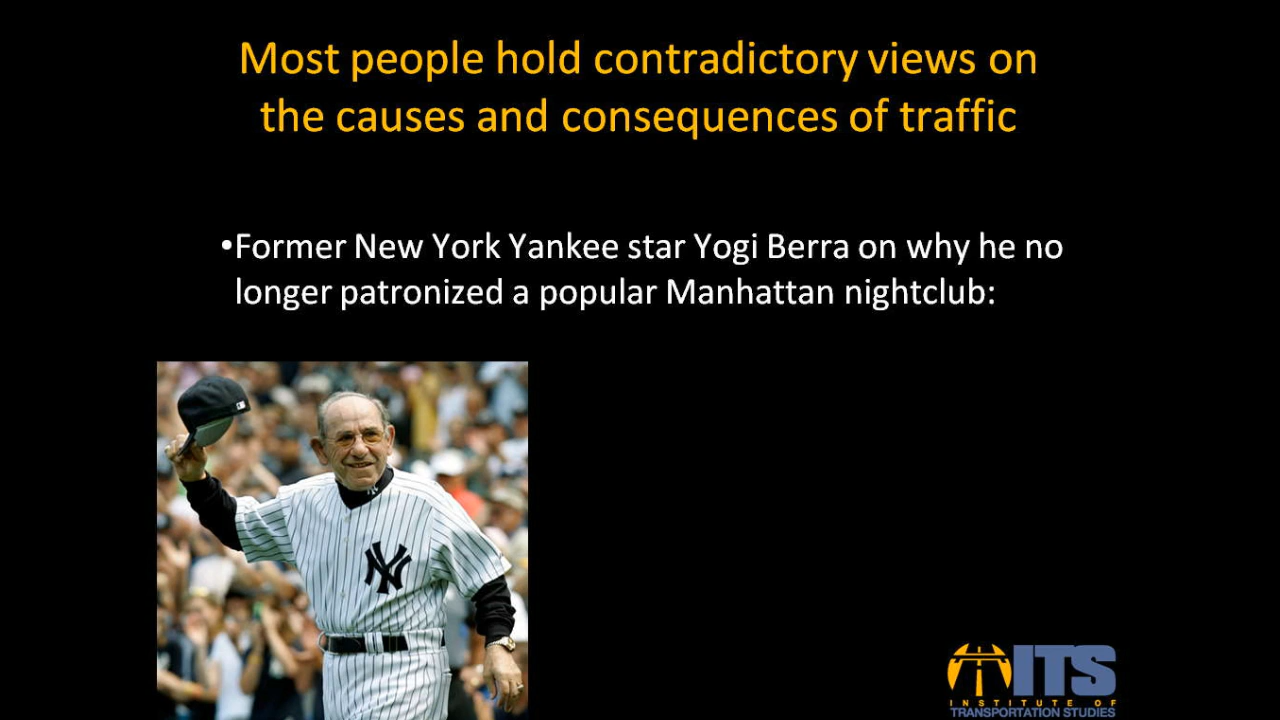 Most people hold contradictory views on
the causes and consequences of traffic
•Former New York Yankee star Yogi Berra on why he no
longer patronized a popular Manhattan nightclub:
NY
ITS
INSTITUTE OF
TRANSPORTATION STUDIES